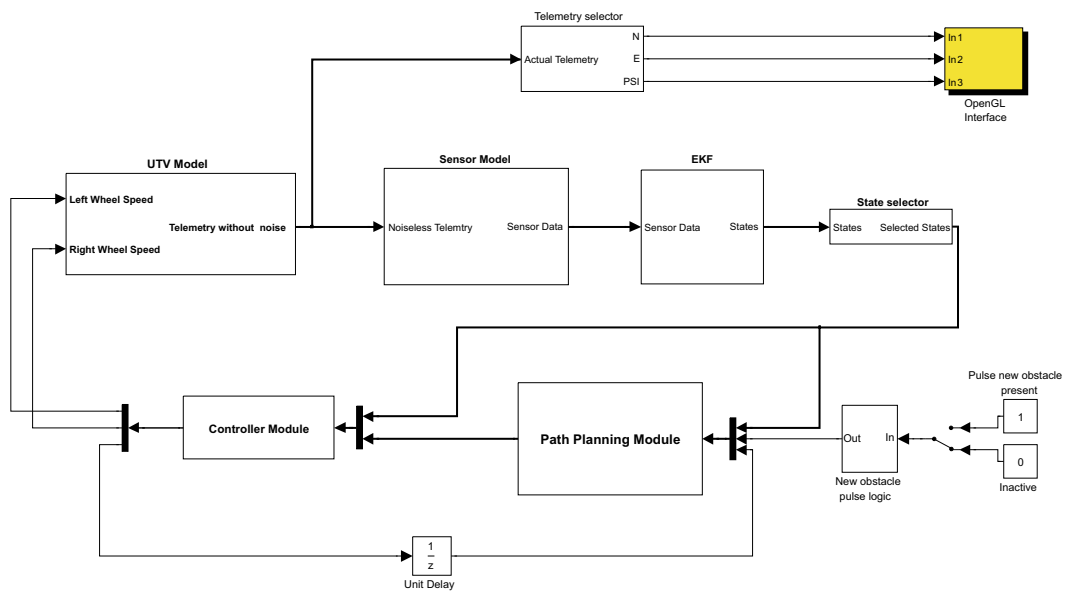 Telemetry selector
Actual Telemetry
N
E
PSI
In1
In2
In3
OpenGL
Interface
UTV Model
Left Wheel Speed
Right Wheel Speed
Telemetry without noise
Sensor Model
Noiseless Telemtry
Sensor Data
EKF
Sensor Data
States
State selector
States
Selected States
Controller Module
Path Planning Module
Out
In
New obstacle
pulse logic
Pulse new obstacle
present
1
0
Inactive
1
z
Unit Delay